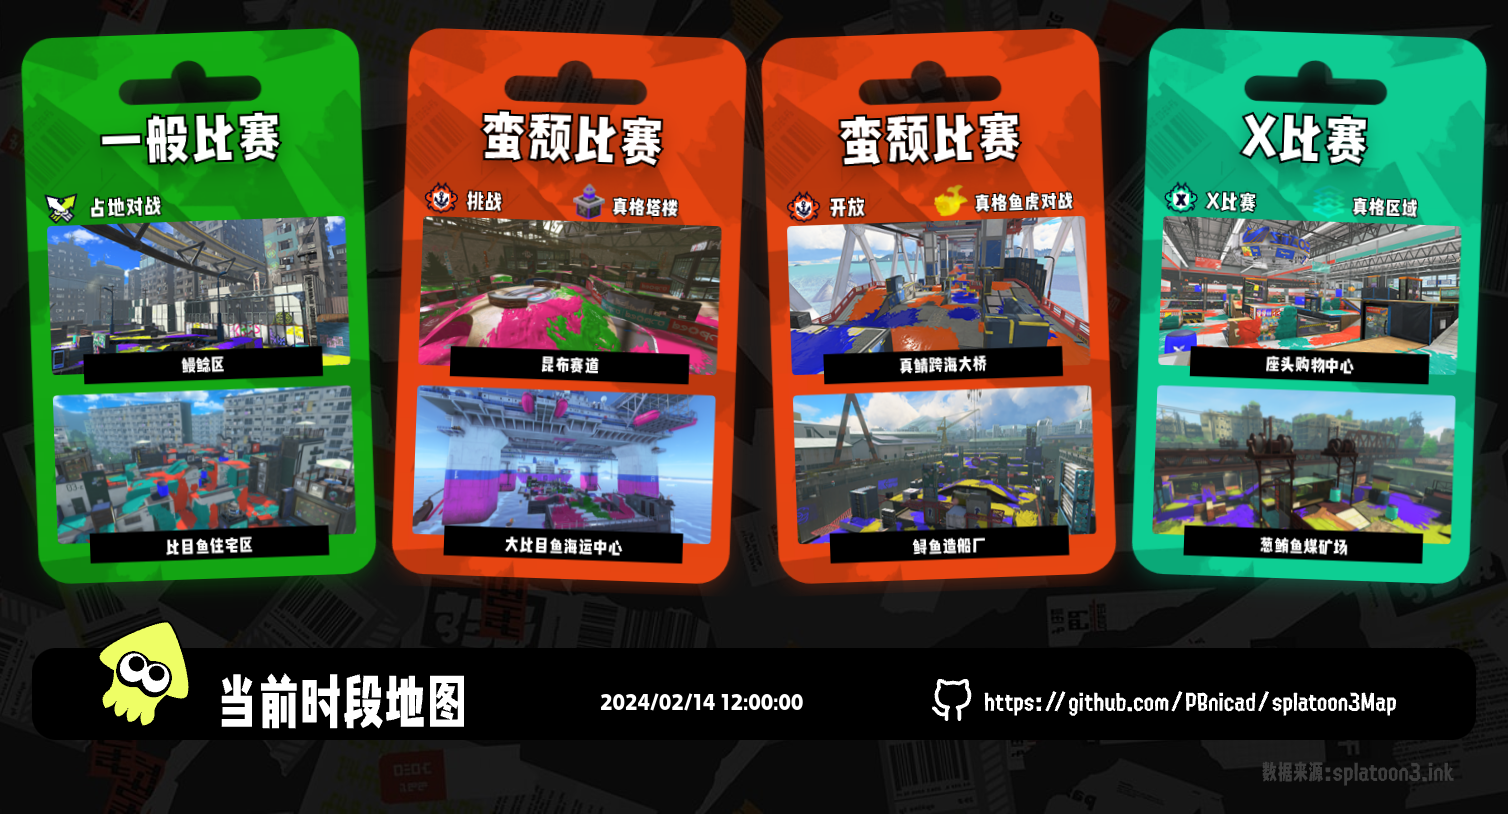 一般比赛
占地对战
鳗鲶区
比目鱼住宅区
蛮颓比赛
挑战
真格塔楼
昆布赛道
大比目鱼海运中心
蛮颓比赛
开放
真格鱼虎对战
真鲭跨海大桥
鲟鱼造船厂
X比赛
X比赛
真格区域
座头购物中心
葱鲔鱼煤矿场
当前时段地图
2024/02/14 12:00:00
https://github.com/PBnicad/splatoon3Map
数据来源:splatoon3.ink